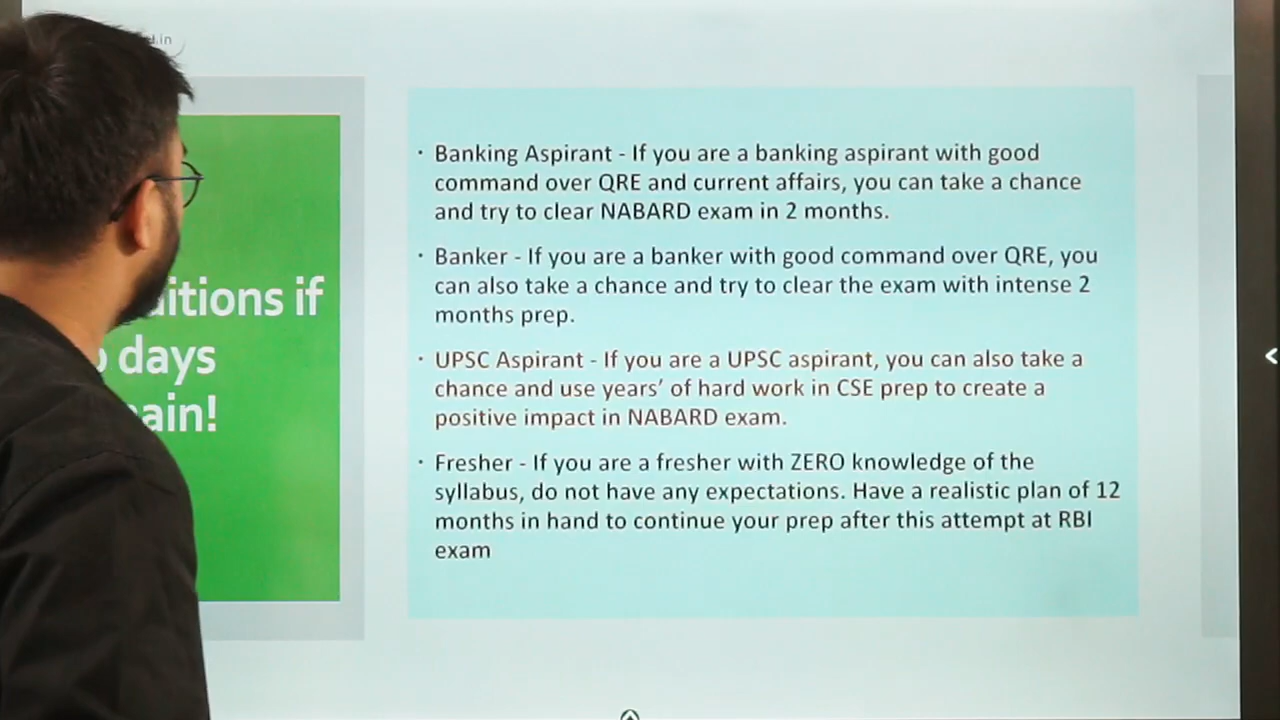 .in
ditions if
days
ain!
· Banking Aspirant - If you are a banking aspirant with good
command over QRE and current affairs, you can take a chance
and try to clear NABARD exam in 2 months.
· Banker - If you are a banker with good command over QRE, you
can also take a chance and try to clear the exam with intense 2
months prep.
· UPSC Aspirant - If you are a UPSC aspirant, you can also take a
chance and use years’ of hard work in CSE prep to create a
positive impact in NABARD exam.
· Fresher - If you are a fresher with ZERO knowledge of the
syllabus, do not have any expectations. Have a realistic plan of 12
months in hand to continue your prep after this attempt at RBI
exam